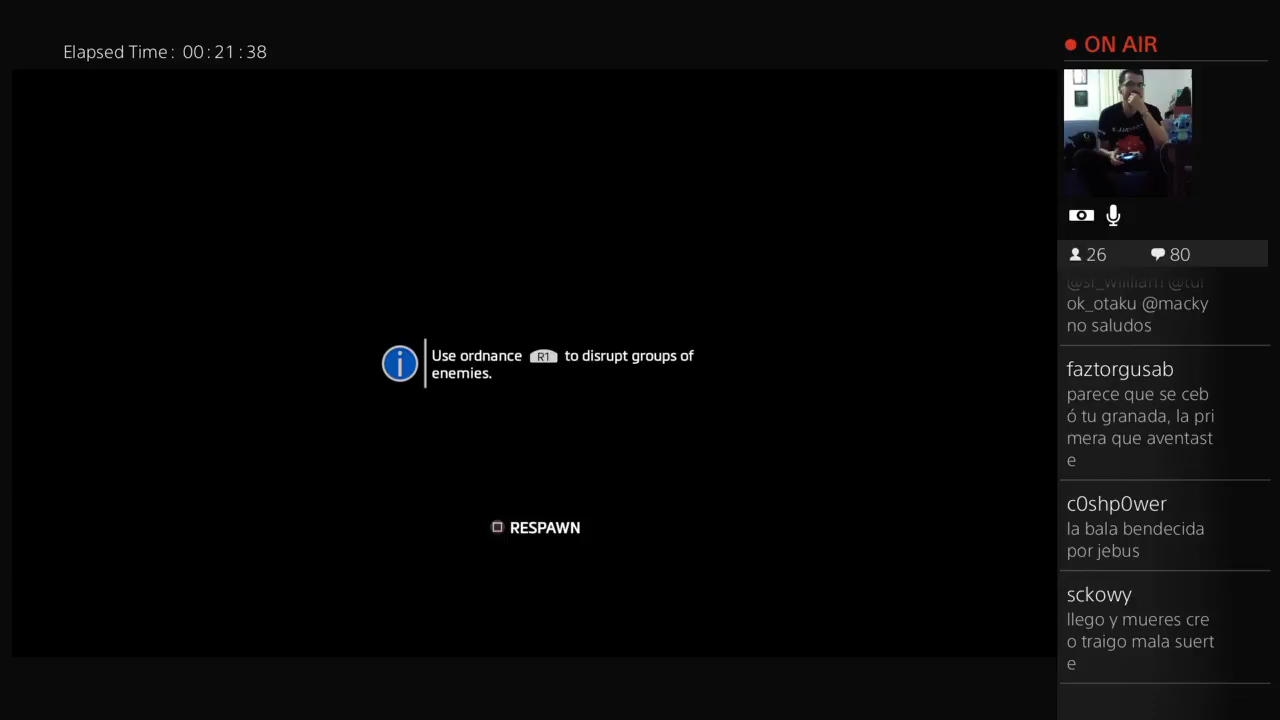 Elapsed Time: 00:21:38
ON AIR
26 80
ok_otaku @macky
no saludos
faztorgusab
parece que se ceb
ó tu granada, la pri
mera que aventast
e
c0shp0wer
la bala bendecida
por jebus
sckowy
llego y mueres cre
o traigo mala suert
e
Use ordnance R1 to disrupt groups of
enemies.
RESPAWN